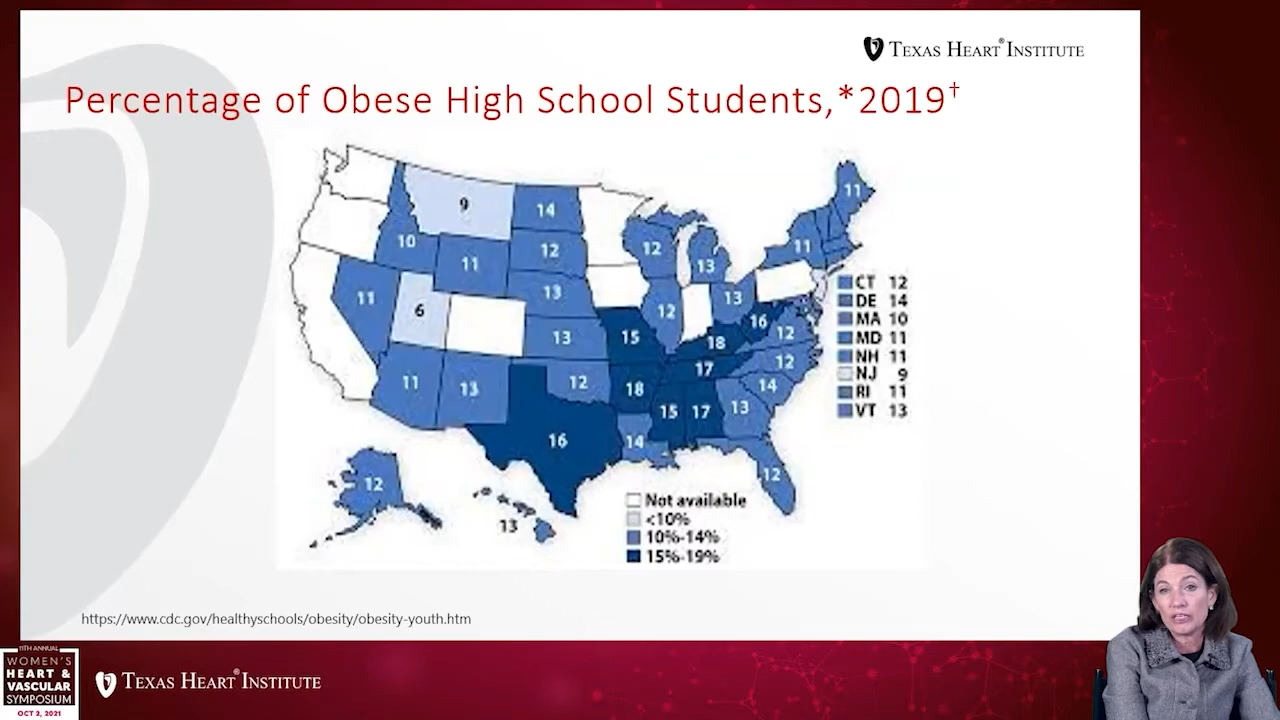 TEXAS HEART® INSTITUTE
Percentage of Obese High School Students,*2019†
9
11
14
10
12
12
11
11
13
13
11
6
12
13
CT 12
DE 14
MA 10
MD 11
NH 11
NJ 9
RI 11
VT 13
15
13
16
12
18
12
17
11
13
12
18
14
15
17
13
16
14
12
12
13
Not available
<10%
10%-14%
15%-19%
https://www.cdc.gov/healthyschools/obesity/obesity-youth.htm
11TH ANNUAL
WOMEN'S
HEART &
VASCULAR
SYMPOSIUM
OCT 2, 2021
TEXAS HEART® INSTITUTE